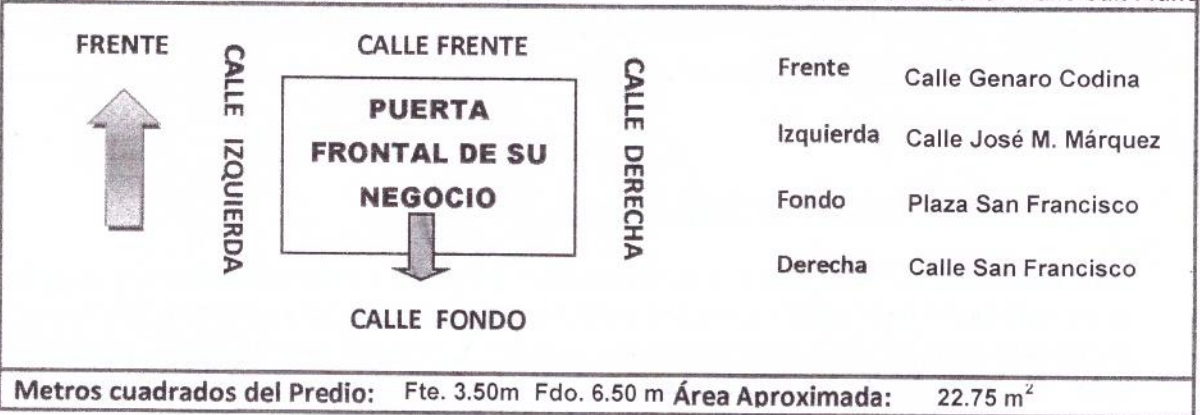 FRENTE
CALLE FRENTE
CALLE IZQUIERDA
PUERTA
FRONTAL DE SU
NEGOCIO
CALLE DERECHA
CALLE FONDO
Frente Calle Genaro Codina
Izquierda Calle José M. Márquez
Fondo Plaza San Francisco
Derecha Calle San Francisco
Metros cuadrados del Predio: Fte. 3.50m Fdo. 6.50 m Área Aproximada: 22.75 m²